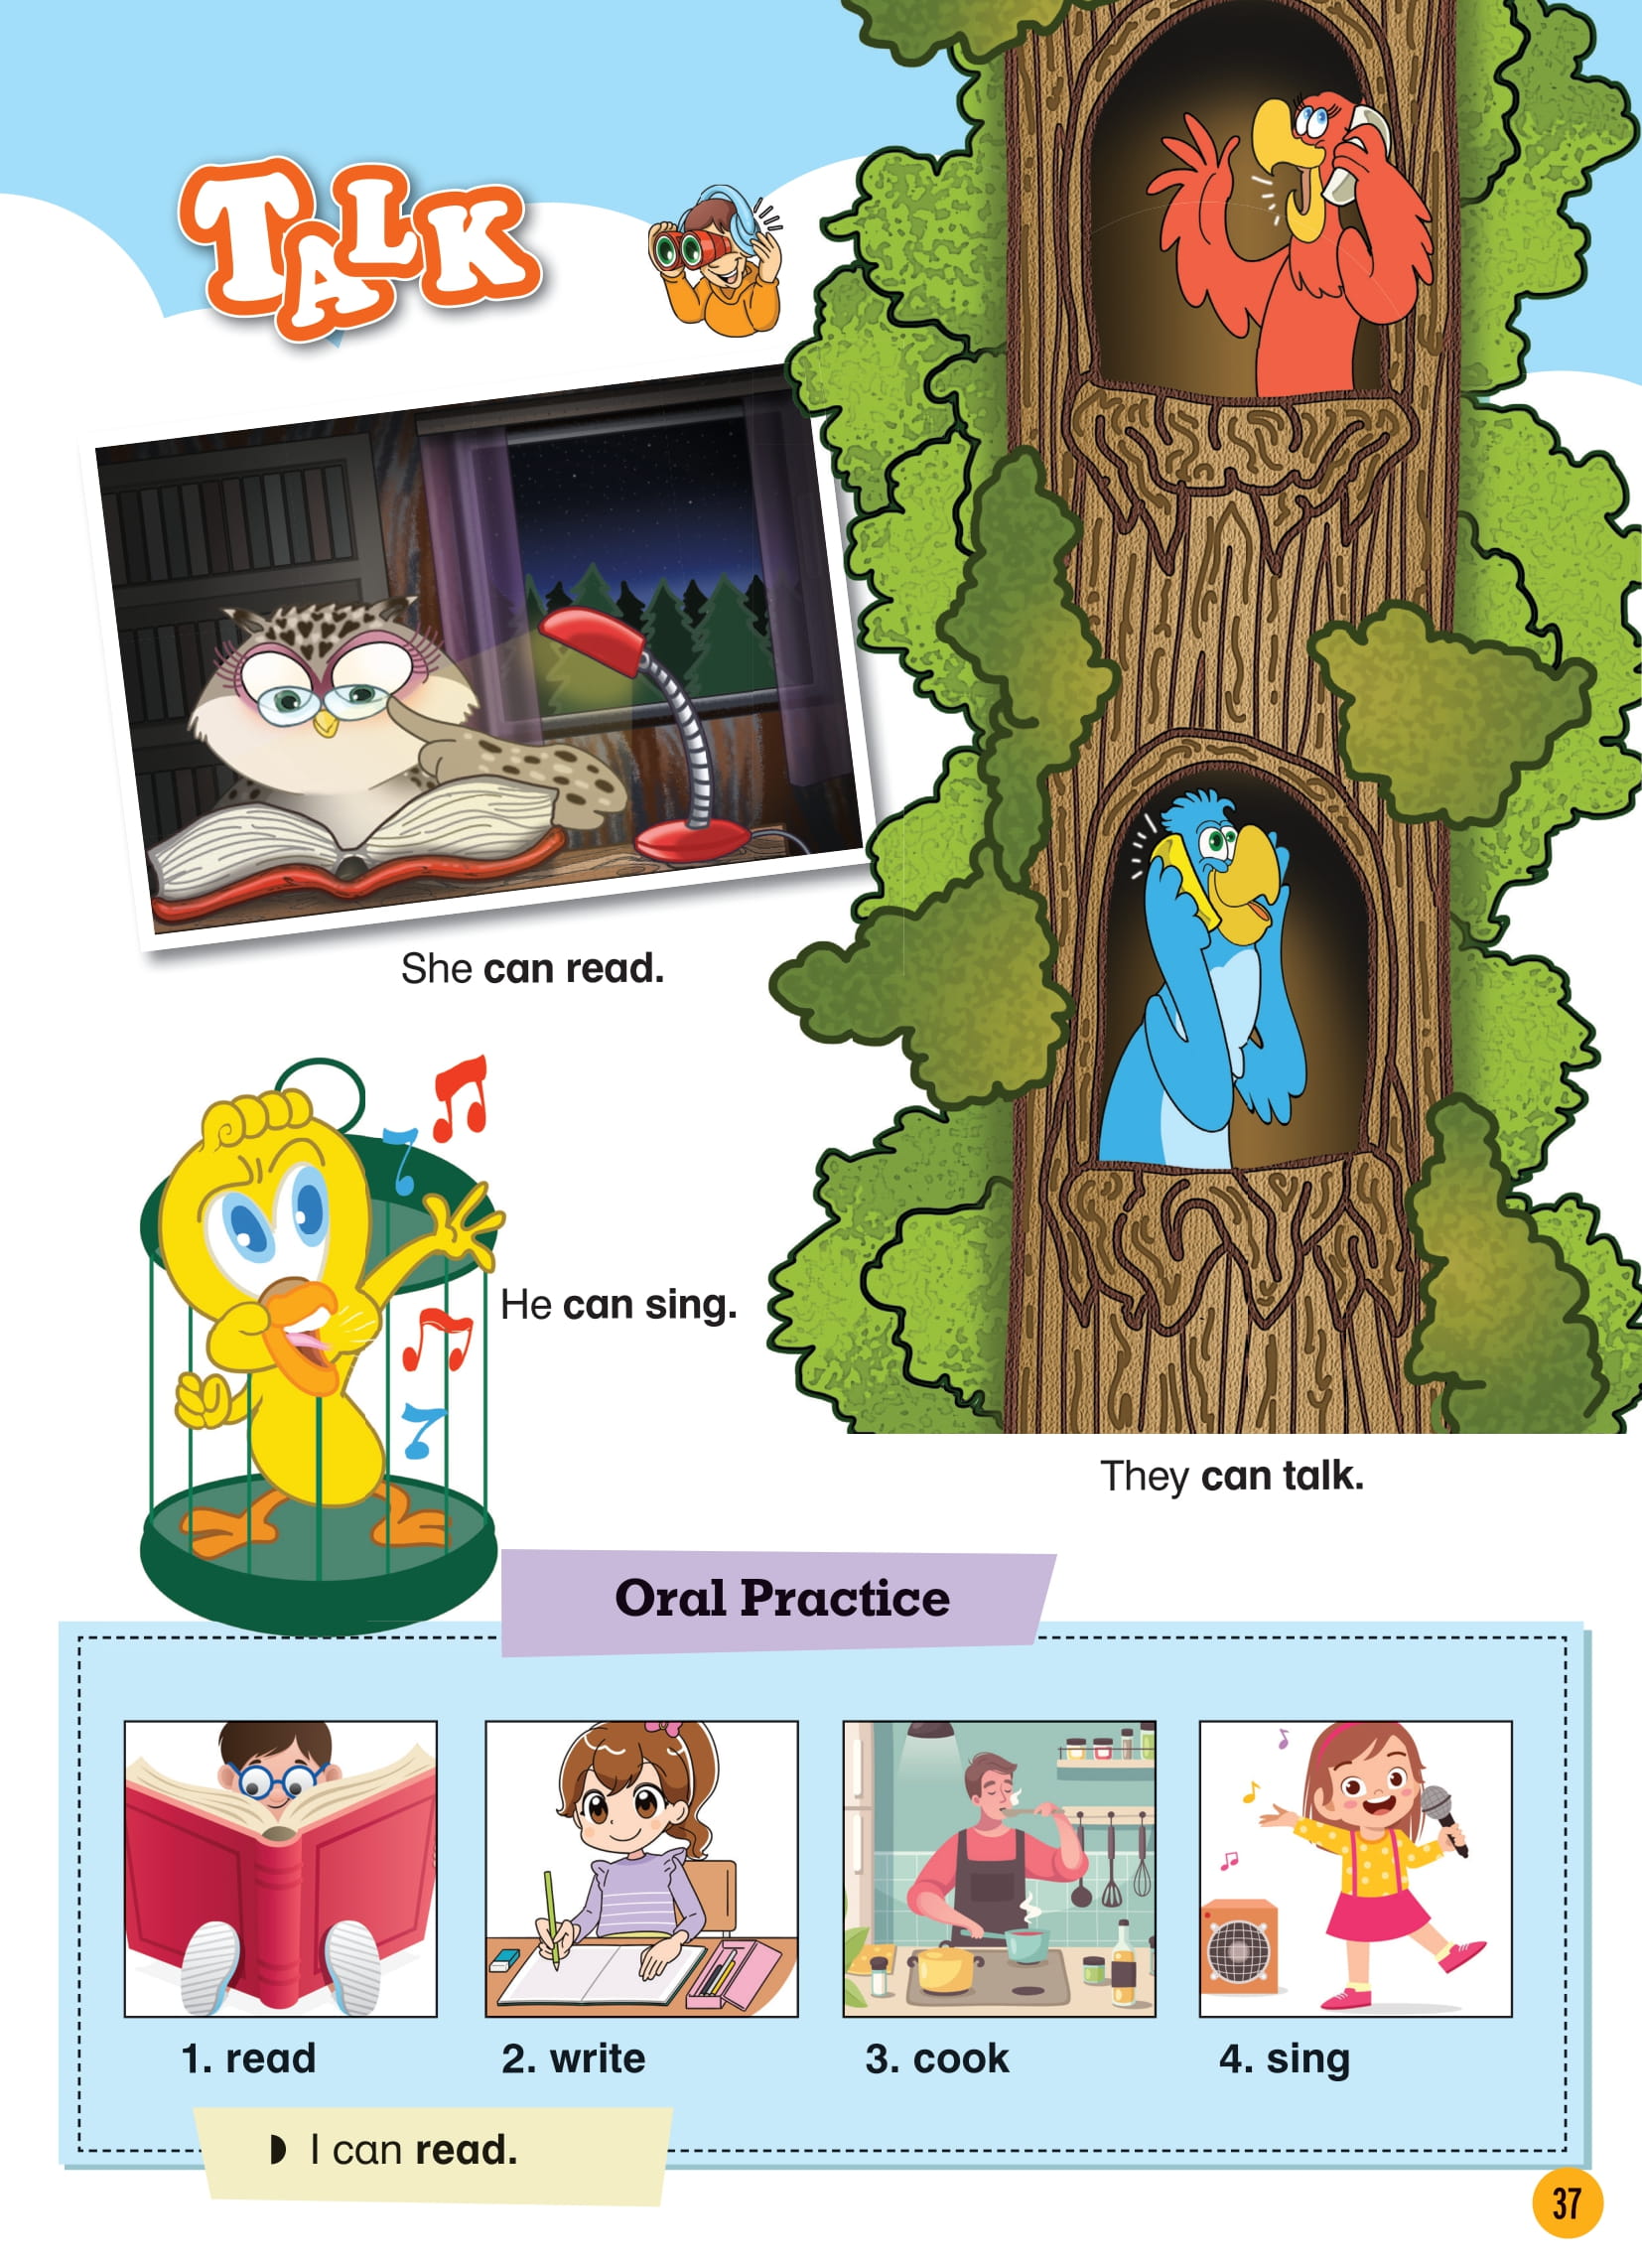 TALK
She can read.
He can sing.
They can talk.
Oral Practice
1. read
2. write
3. cook
4. sing
◗ I can read.
37